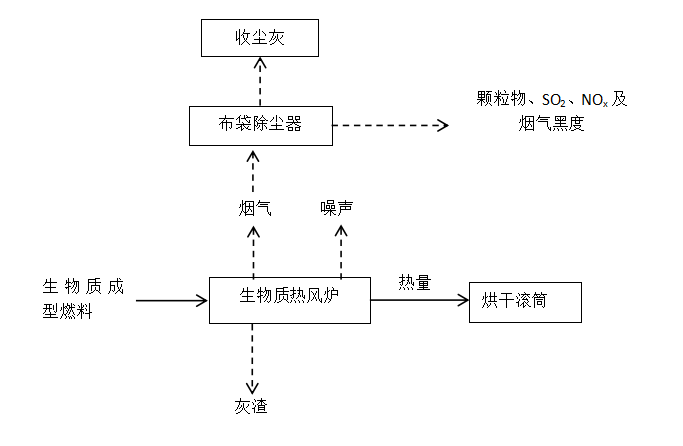 收尘灰
颗粒物、SO₂、NOₓ及
烟气黑度
布袋除尘器
烟气
噪声
热量
生物质成
型燃料
生物质热风炉
烘干滚筒
灰渣